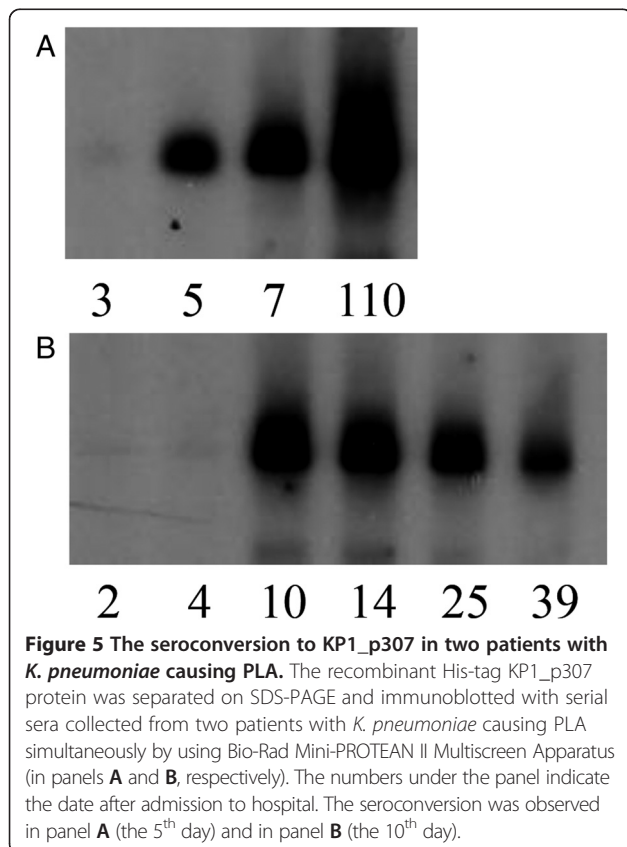 A
3 5 7 110
B
2 4 10 14 25 39
Figure 5 The seroconversion to KP1_p307 in two patients with
K. pneumoniae causing PLA. The recombinant His-tag KP1_p307
protein was separated on SDS-PAGE and immunoblotted with serial
sera collected from two patients with K. pneumoniae causing PLA
simultaneously by using Bio-Rad Mini-PROTEAN II Multiscreen Apparatus
(in panels A and B, respectively). The numbers under the panel indicate
the date after admission to hospital. The seroconversion was observed
in panel A (the 5th day) and in panel B (the 10th day).